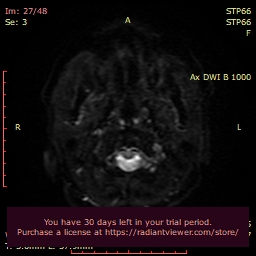 Im: 27/48
Se: 3
A
STP66
STP66
F
Ax DWI B 1000
R
L
You have 30 days left in your trial period.
Purchase a license at https://radiantviewer.com/store/